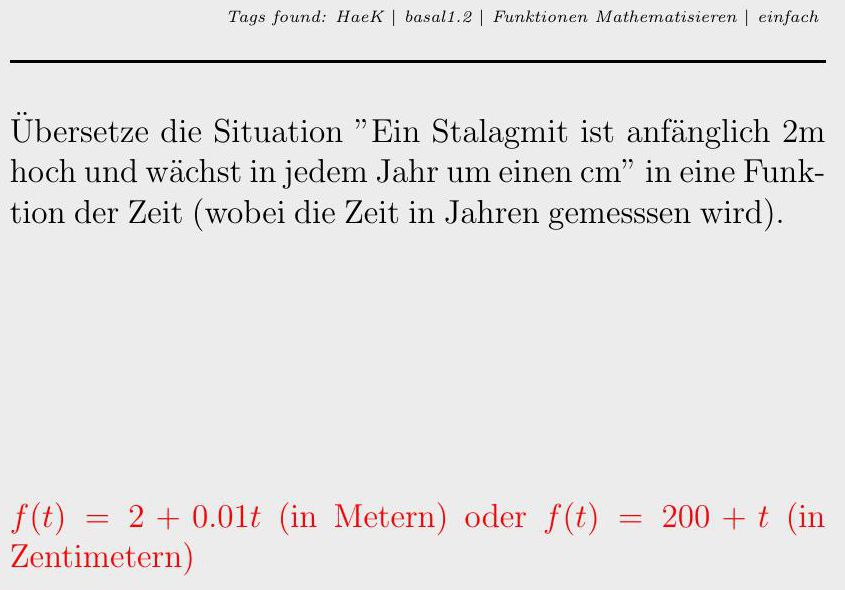 Tags found: HaeK | basal1.2 | Funktionen Mathematisieren | einfach
Übersetze die Situation ”Ein Stalagmit ist anfänglich 2m
hoch und wächst in jedem Jahr um einen cm” in eine Funk-
tion der Zeit (wobei die Zeit in Jahren gemesssen wird).
f(t) = 2 + 0.01t (in Metern) oder f(t) = 200 + t (in
Zentimetern)